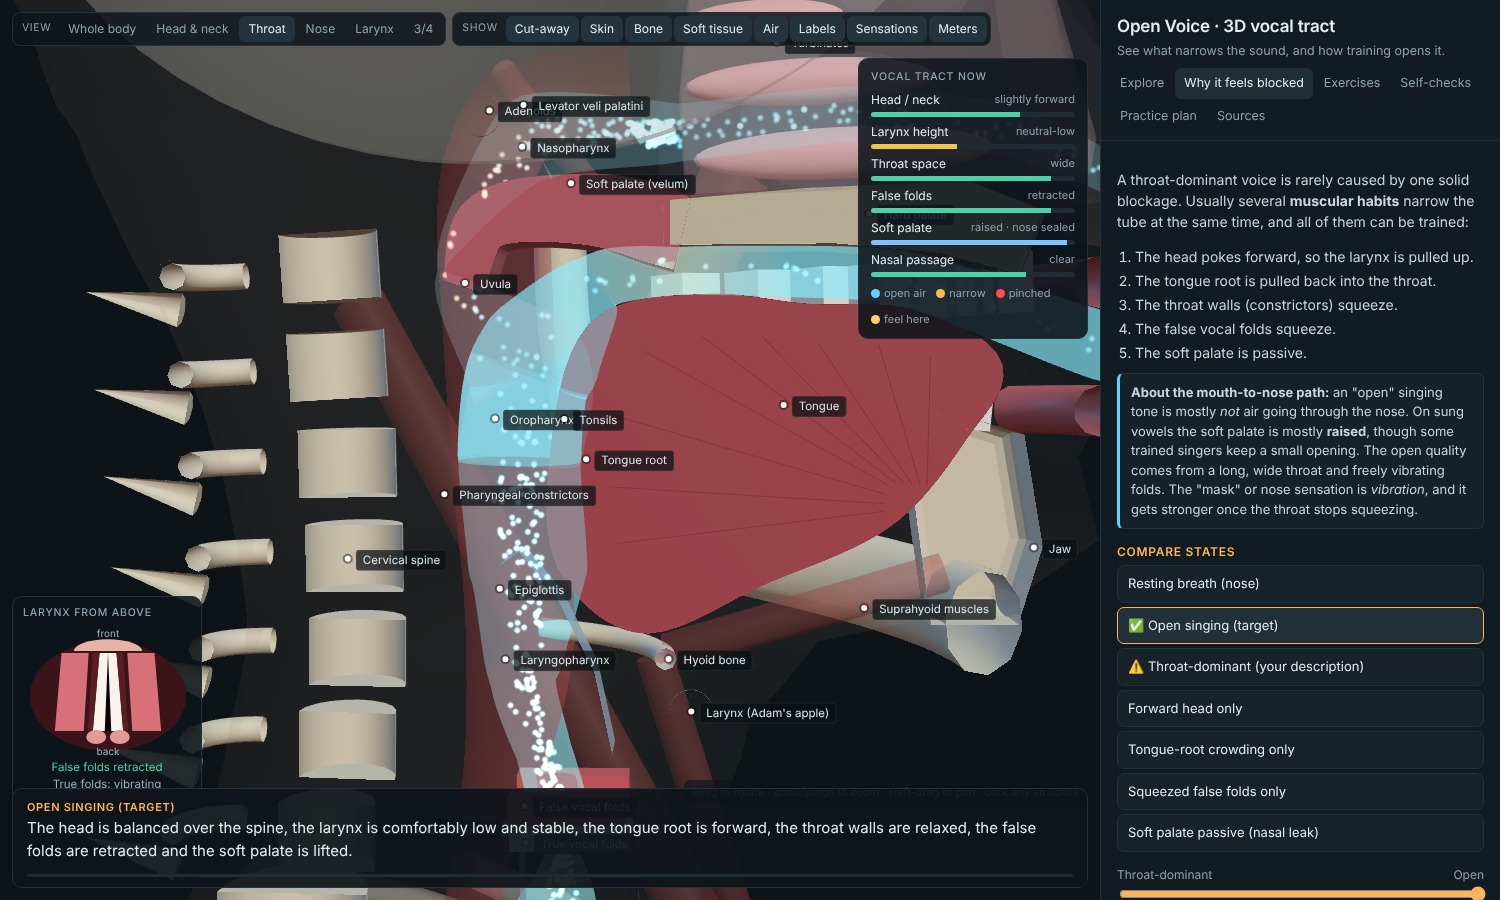 VIEW Whole body Head & neck Throat Nose Larynx 3/4
SHOW Cut-away Skin Bone Soft tissue Air Labels Sensations Meters
Turbinates
Levator veli palatini
Nasopharynx
Soft palate (velum)
Uvula
Oropharynx
Tonsils
Tongue
Tongue root
Pharyngeal constrictors
Cervical spine
Jaw
Epiglottis
Suprahyoid muscles
Laryngopharynx
Hyoid bone
Larynx (Adam's apple)
False vocal folds
True vocal folds
VOCAL TRACT NOW
Head / neck slightly forward
Larynx height neutral-low
Throat space wide
False folds retracted
Soft palate raised · nose sealed
Nasal passage clear
open air narrow pinched
feel here
LARYNX FROM ABOVE
front
back
False folds retracted
True folds: vibrating
OPEN SINGING (TARGET)
The head is balanced over the spine, the larynx is comfortably low and stable, the tongue root is forward, the throat walls are relaxed, the false
folds are retracted and the soft palate is lifted.
Open Voice · 3D vocal tract
See what narrows the sound, and how training opens it.
Explore Why it feels blocked Exercises Self-checks
Practice plan Sources
A throat-dominant voice is rarely caused by one solid
blockage. Usually several muscular habits narrow the
tube at the same time, and all of them can be trained:
1. The head pokes forward, so the larynx is pulled up.
2. The tongue root is pulled back into the throat.
3. The throat walls (constrictors) squeeze.
4. The false vocal folds squeeze.
5. The soft palate is passive.
About the mouth-to-nose path: an "open" singing
tone is mostly not air going through the nose. On sung
vowels the soft palate is mostly raised, though some
trained singers keep a small opening. The open quality
comes from a long, wide throat and freely vibrating
folds. The "mask" or nose sensation is vibration, and it
gets stronger once the throat stops squeezing.
COMPARE STATES
Resting breath (nose)
✅ Open singing (target)
⚠️ Throat-dominant (your description)
Forward head only
Tongue-root crowding only
Squeezed false folds only
Soft palate passive (nasal leak)
Throat-dominant Open